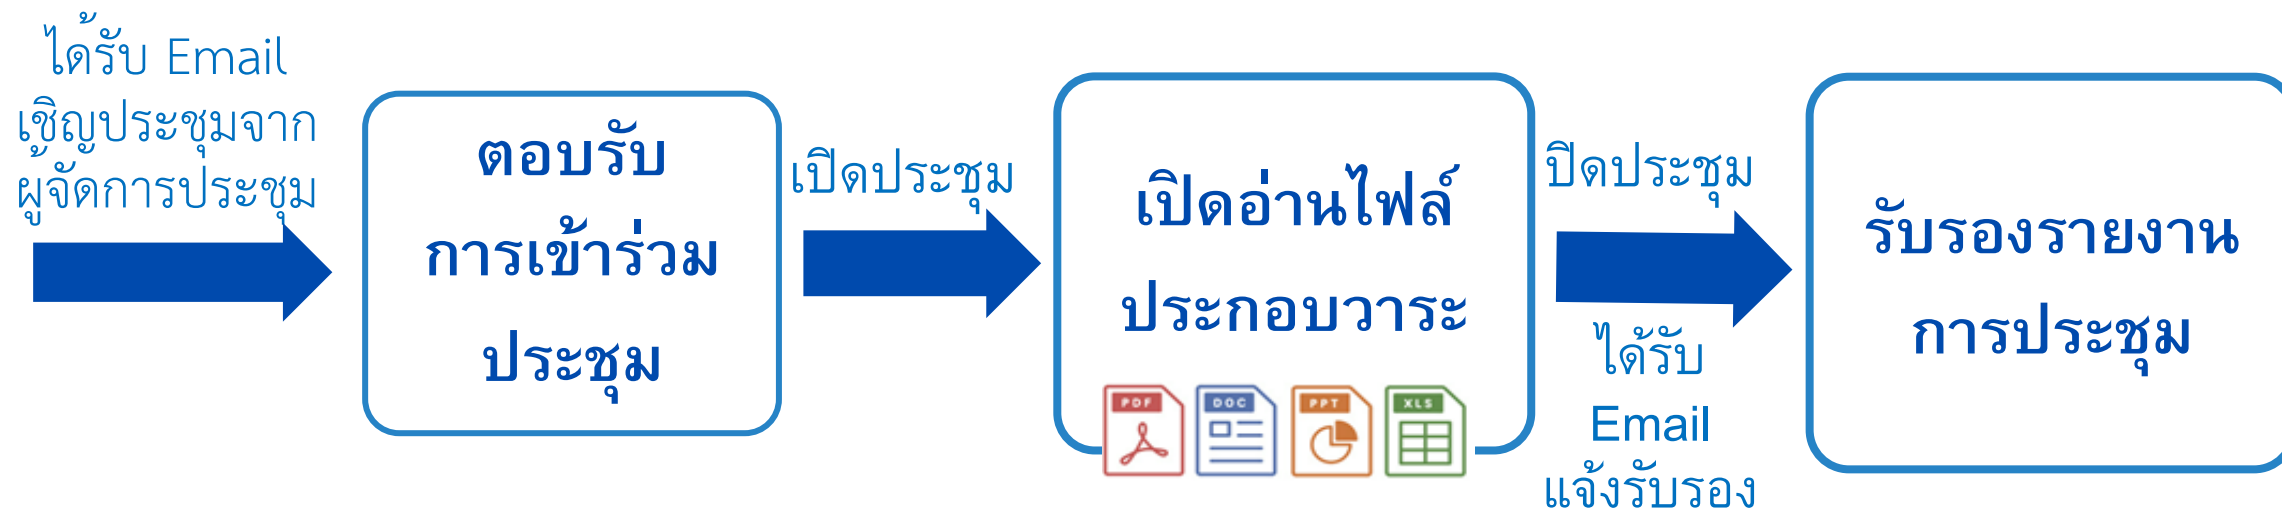 ได้รับ Email
เชิญประชุมจาก
ผู้จัดการประชุม
ตอบรับ
การเข้าร่วม
ประชุม
เปิดประชุม
เปิดอ่านไฟล์
ประกอบวาระ
PDF
DOC
PPT
XLS
ปิดประชุม
ได้รับ
Email
แจ้งรับรอง
รับรองรายงาน
การประชุม